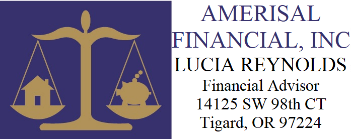 AMERISAL
FINANCIAL, INC
LUCIA REYNOLDS
Financial Advisor
14125 SW 98th CT
Tigard, OR 97224